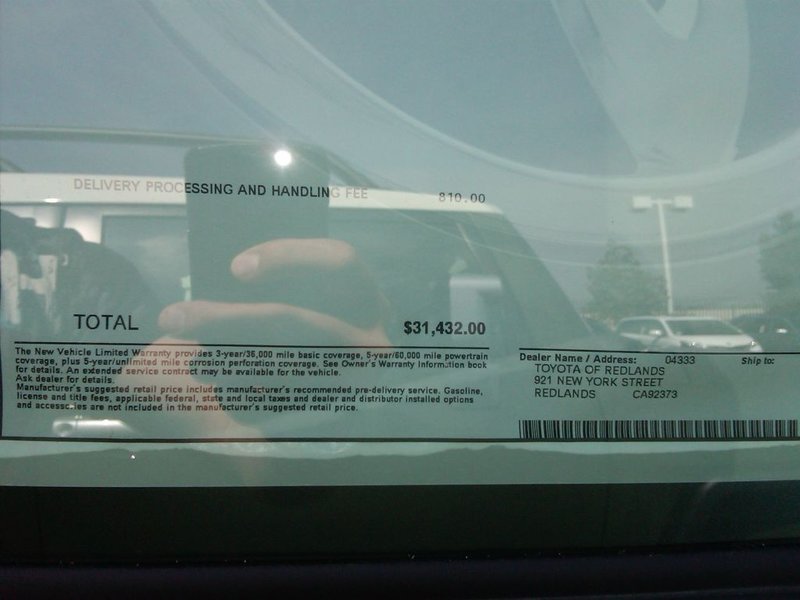 DELIVERY PROCESSING AND HANDLING FEE 810.00
TOTAL $31,432.00
The New Vehicle Limited Warranty provides 3-year/36,000 mile basic coverage, 5-year/60,000 mile powertrain
coverage, plus 5-year/unlimited mile corrosion perforation coverage. See Owner's Warranty Information book
for details. An extended service contract may be available for the vehicle.
Ask dealer for details.
Manufacturer's suggested retail price includes manufacturer's recommended pre-delivery service. Gasoline,
license and title fees, applicable federal, state and local taxes and dealer and distributor installed options
and accessories are not included in the manufacturer's suggested retail price.
Dealer Name / Address: 04333 Ship to:
TOYOTA OF REDLANDS
921 NEW YORK STREET
REDLANDS CA92373